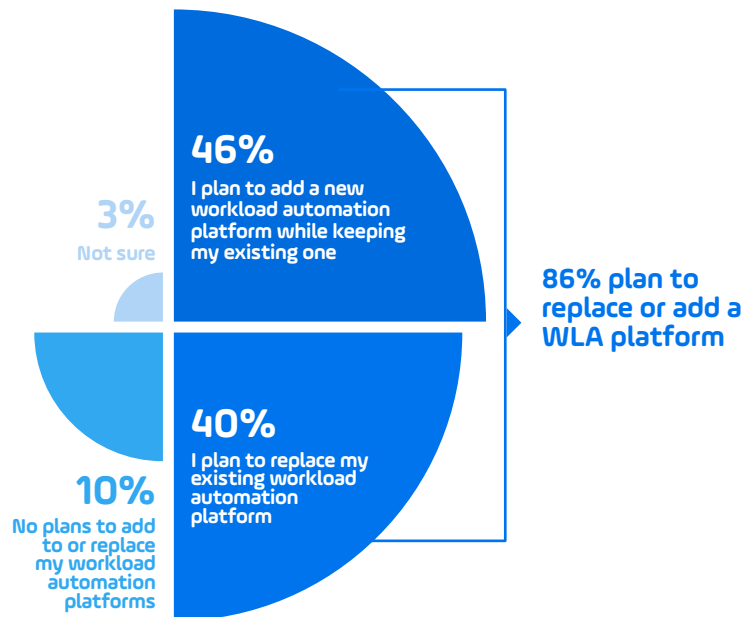 46%
I plan to add a new
workload automation
platform while keeping
my existing one
3%
Not sure
86% plan to
replace or add a
WLA platform
40%
I plan to replace my
existing workload
automation
platform
10%
No plans to add
to or replace
my workload
automation
platforms